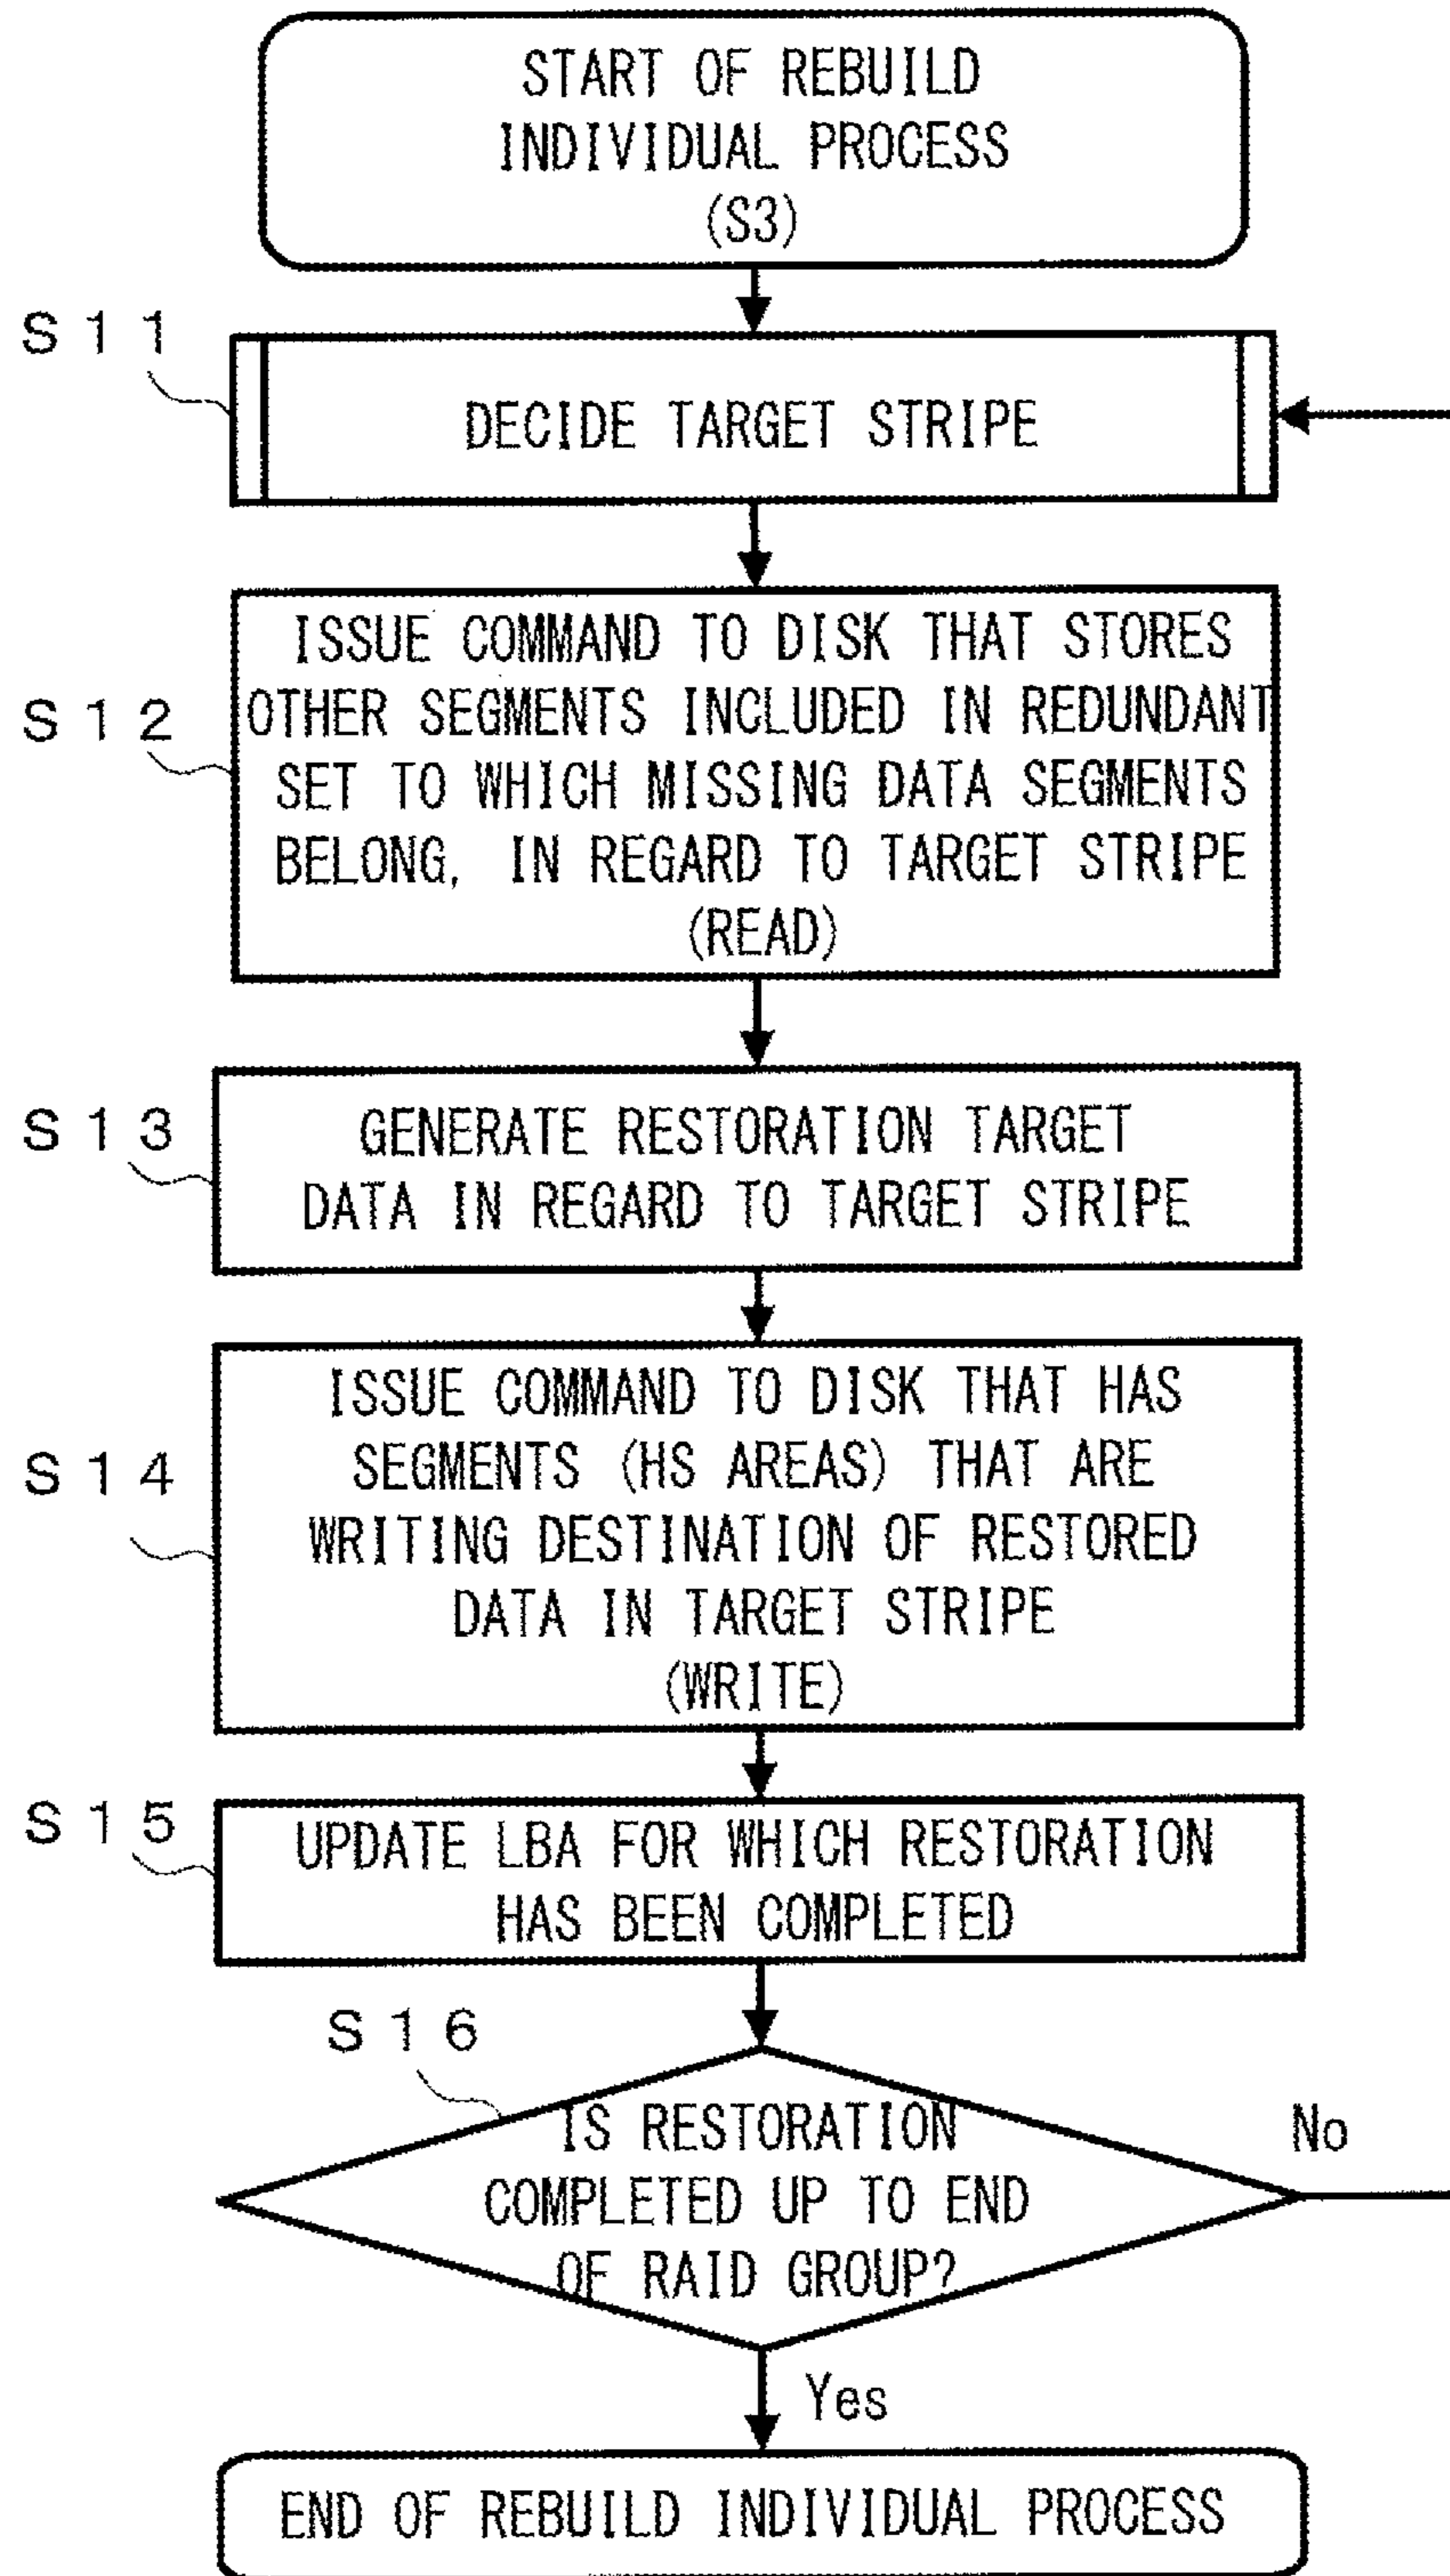 START OF REBUILD
INDIVIDUAL PROCESS
(S3)
S11
DECIDE TARGET STRIPE
S12
ISSUE COMMAND TO DISK THAT STORES
OTHER SEGMENTS INCLUDED IN REDUNDANT
SET TO WHICH MISSING DATA SEGMENTS
BELONG, IN REGARD TO TARGET STRIPE
(READ)
S13
GENERATE RESTORATION TARGET
DATA IN REGARD TO TARGET STRIPE
S14
ISSUE COMMAND TO DISK THAT HAS
SEGMENTS (HS AREAS) THAT ARE
WRITING DESTINATION OF RESTORED
DATA IN TARGET STRIPE
(WRITE)
S15
UPDATE LBA FOR WHICH RESTORATION
HAS BEEN COMPLETED
S16
IS RESTORATION
COMPLETED UP TO END
OF RAID GROUP?
No
Yes
END OF REBUILD INDIVIDUAL PROCESS